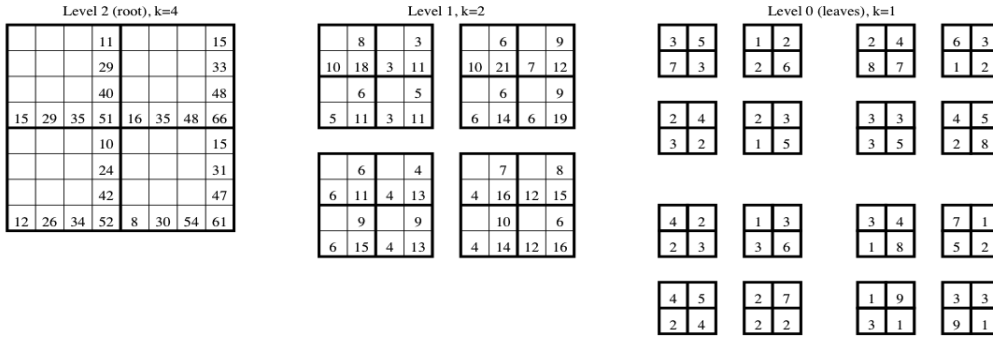 Level 2 (root), k=4
11 15
29 33
40 48
15 29 35 51 16 35 48 66
10 15
24 31
42 47
12 26 34 52 8 30 54 61
Level 1, k=2
8 3 6 9
10 18 3 11 10 21 7 12
6 5 6 9
5 11 3 11 6 14 6 19
6 4 7 8
6 11 4 13 4 16 12 15
9 9 10 6
6 15 4 13 4 14 12 16
Level 0 (leaves), k=1
3 5 1 2 2 4 6 3
7 3 2 6 8 7 1 2
2 4 2 3 3 3 4 5
3 2 1 5 3 5 2 8
4 2 1 3 3 4 7 1
2 3 3 6 1 8 5 2
4 5 2 7 1 9 3 3
2 4 2 2 3 1 9 1